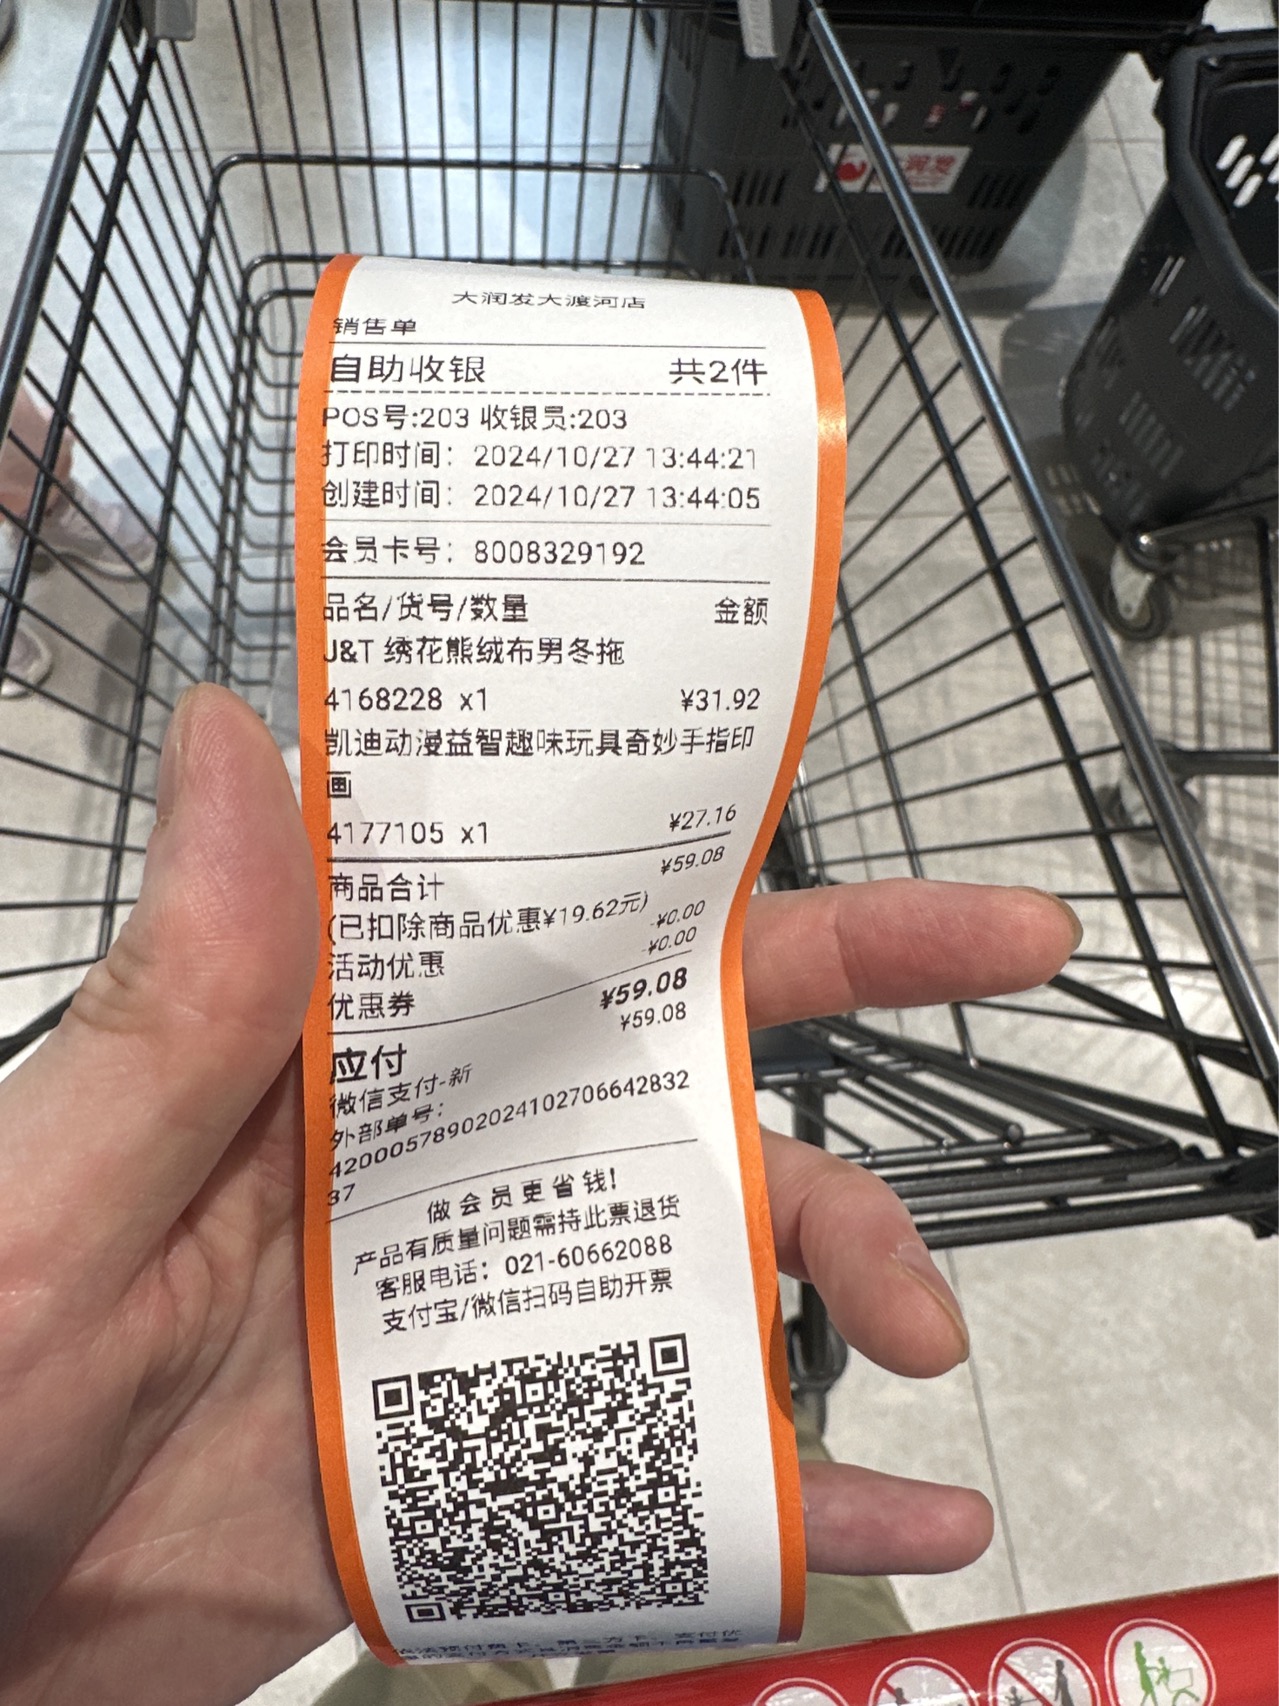 大润发大渡河店
销售单
自助收银 共2件
POS号:203 收银员:203
打印时间: 2024/10/27 13:44:21
创建时间: 2024/10/27 13:44:05
会员卡号: 8008329192
品名/货号/数量 金额
J&T 绣花熊绒布男冬拖
4168228 x1 ¥31.92
凯迪动漫益智趣味玩具奇妙手指印
画
4177105 x1 ¥27.16
商品合计 ¥59.08
(已扣除商品优惠¥19.62元)
活动优惠 -¥0.00
优惠券 -¥0.00
应付 ¥59.08
微信支付-新 ¥59.08
外部单号:
42000578902024102706642832
37
做会员更省钱!
产品有质量问题需持此票退货
客服电话: 021-60662088
支付宝/微信扫码自助开票
润发